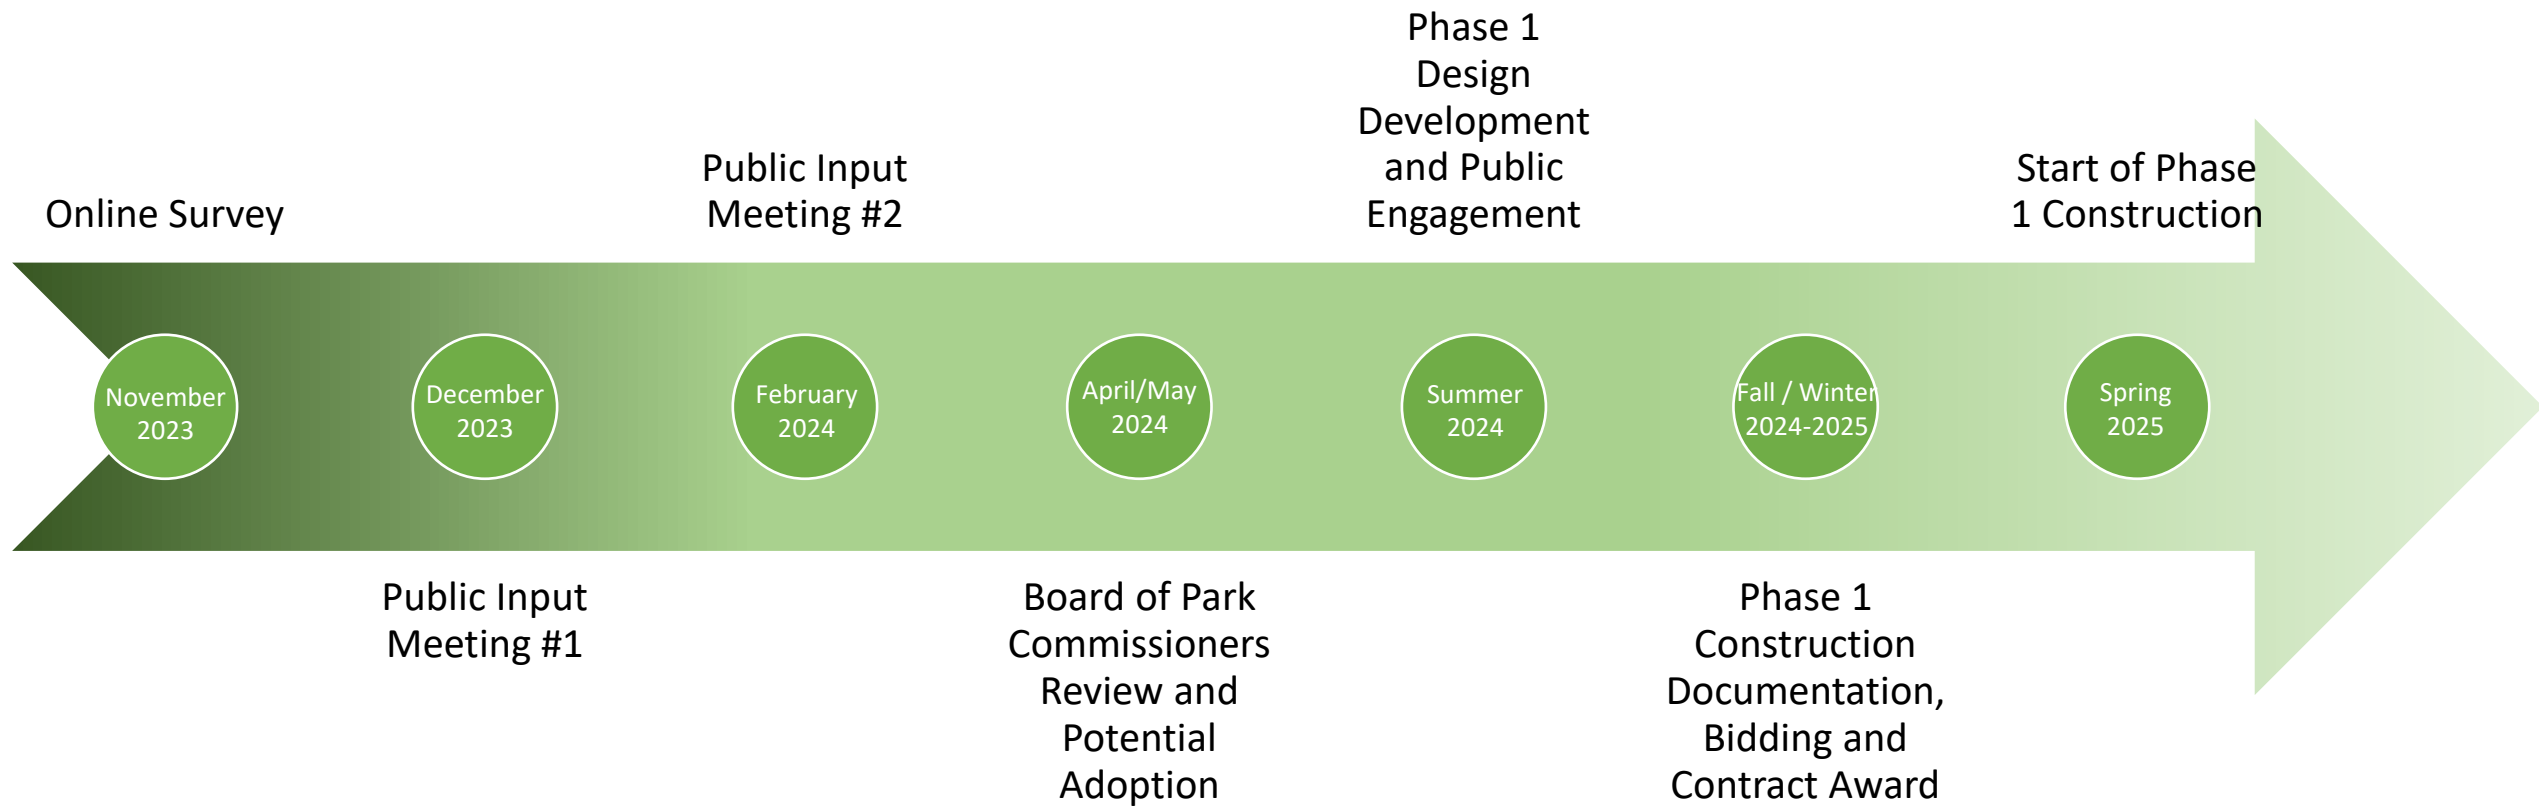 Online Survey
November
2023
December
2023
Public Input
Meeting #1
Public Input
Meeting #2
February
2024
April/May
2024
Board of Park
Commissioners
Review and
Potential
Adoption
Phase 1
Design
Development
and Public
Engagement
Summer
2024
Fall / Winter
2024-2025
Phase 1
Construction
Documentation,
Bidding and
Contract Award
Start of Phase
1 Construction
Spring
2025